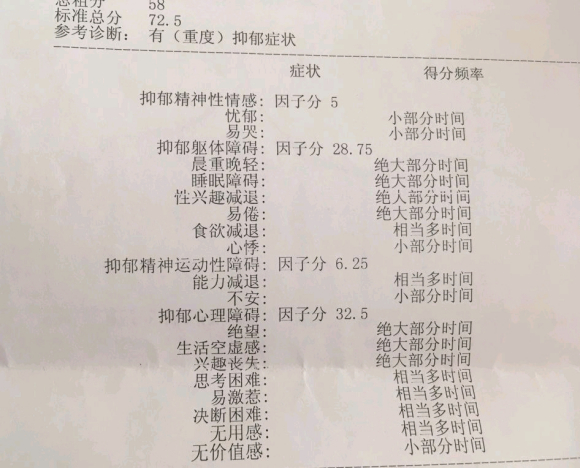 总粗分 58
标准总分 72.5
参考诊断: 有（重度）抑郁症状
症状 得分频率
抑郁精神性情感: 因子分 5
忧郁: 小部分时间
易哭: 小部分时间
抑郁躯体障碍: 因子分 28.75
晨重晚轻: 绝大部分时间
睡眠障碍: 绝大部分时间
性兴趣减退: 绝大部分时间
易倦: 绝大部分时间
食欲减退: 相当多时间
心悸: 小部分时间
抑郁精神运动性障碍: 因子分 6.25
能力减退: 相当多时间
不安: 小部分时间
抑郁心理障碍: 因子分 32.5
绝望: 绝大部分时间
生活空虚感: 绝大部分时间
兴趣丧失: 绝大部分时间
思考困难: 相当多时间
易激惹: 相当多时间
决断困难: 相当多时间
无用感: 相当多时间
无价值感: 小部分时间